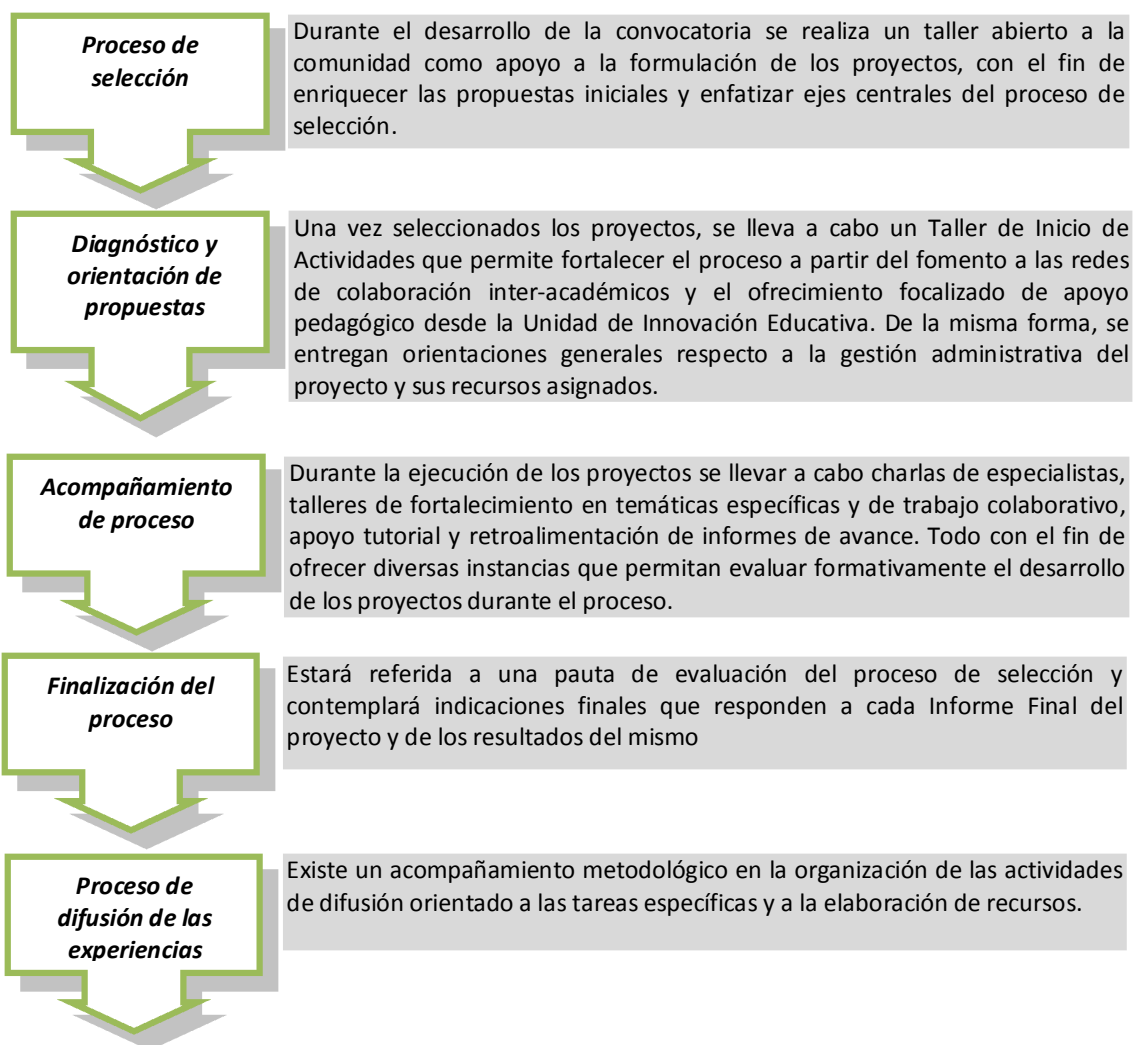 Proceso de
selección
Durante el desarrollo de la convocatoria se realiza un taller abierto a la
comunidad como apoyo a la formulación de los proyectos, con el fin de
enriquecer las propuestas iniciales y enfatizar ejes centrales del proceso de
selección.
Diagnóstico y
orientación de
propuestas
Una vez seleccionados los proyectos, se lleva a cabo un Taller de Inicio de
Actividades que permite fortalecer el proceso a partir del fomento a las redes
de colaboración inter-académicos y el ofrecimiento focalizado de apoyo
pedagógico desde la Unidad de Innovación Educativa. De la misma forma, se
entregan orientaciones generales respecto a la gestión administrativa del
proyecto y sus recursos asignados.
Acompañamiento
de proceso
Durante la ejecución de los proyectos se llevar a cabo charlas de especialistas,
talleres de fortalecimiento en temáticas específicas y de trabajo colaborativo,
apoyo tutorial y retroalimentación de informes de avance. Todo con el fin de
ofrecer diversas instancias que permitan evaluar formativamente el desarrollo
de los proyectos durante el proceso.
Finalización del
proceso
Estará referida a una pauta de evaluación del proceso de selección y
contemplará indicaciones finales que responden a cada Informe Final del
proyecto y de los resultados del mismo
Proceso de
difusión de las
experiencias
Existe un acompañamiento metodológico en la organización de las actividades
de difusión orientado a las tareas específicas y a la elaboración de recursos.